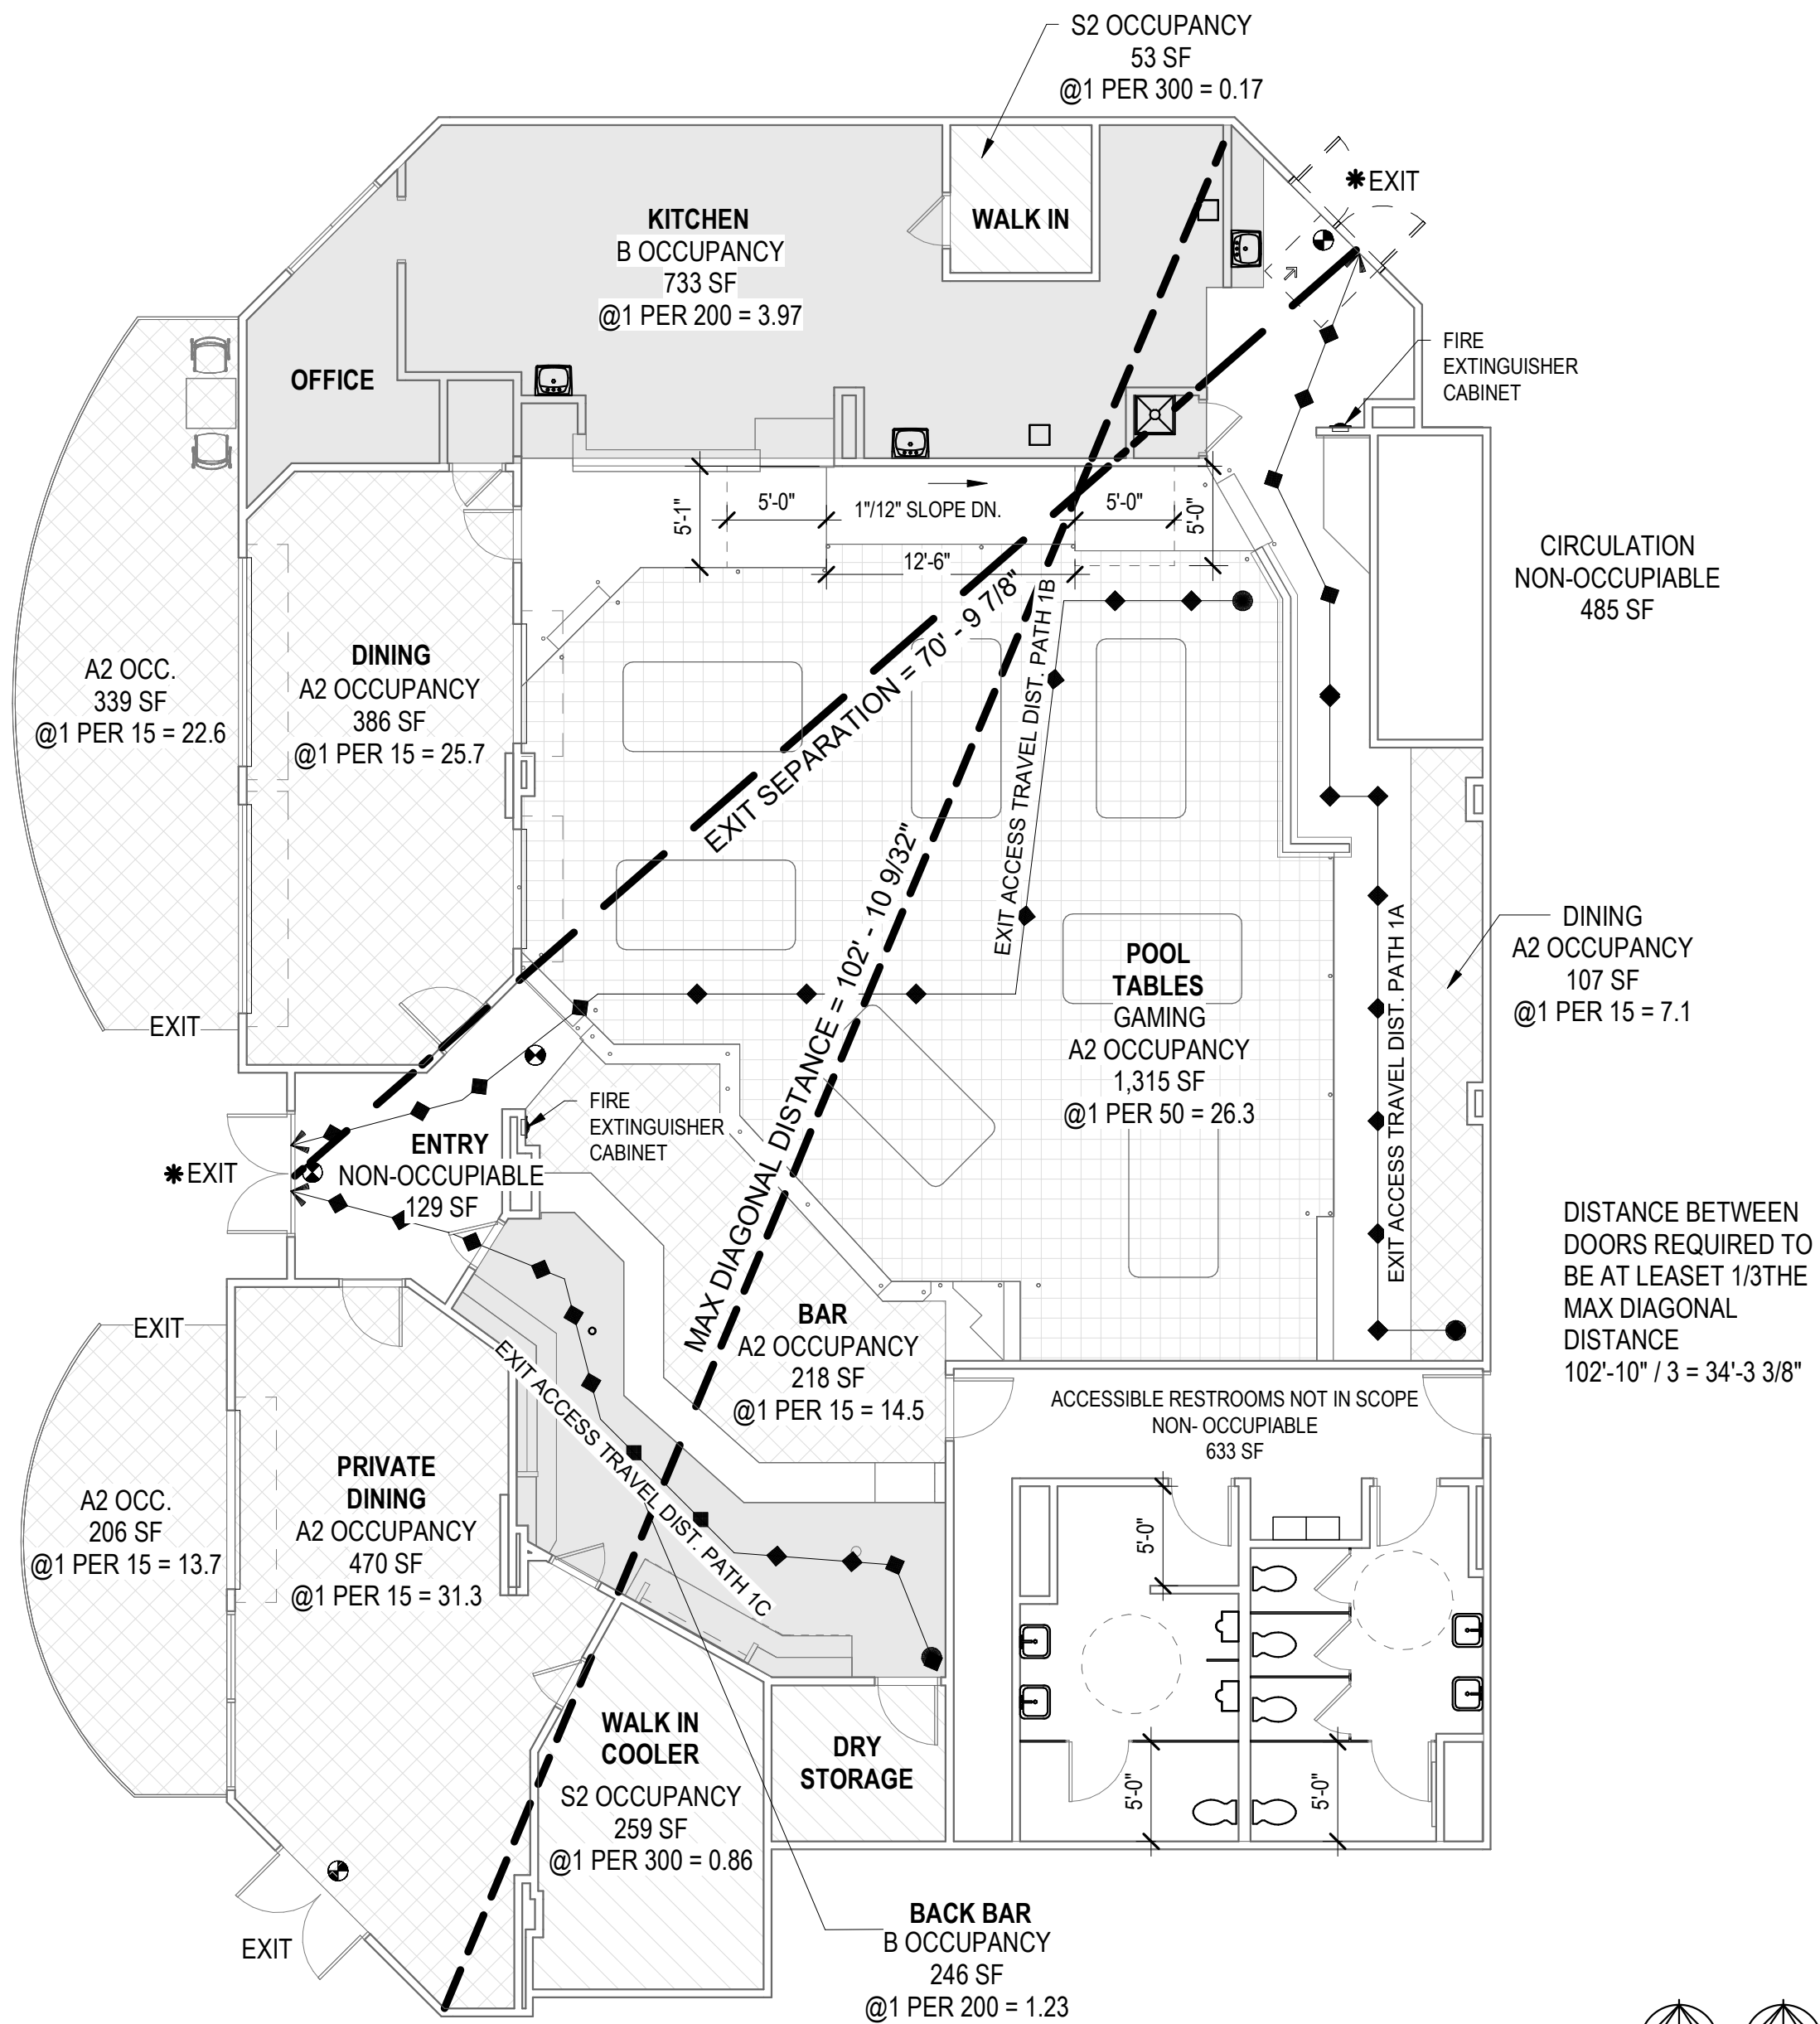 S2 OCCUPANCY
53 SF
@1 PER 300 = 0.17
✱EXIT
KITCHEN
B OCCUPANCY
733 SF
@1 PER 200 = 3.97
WALK IN
OFFICE
FIRE
EXTINGUISHER
CABINET
5'-1"
5'-0"
1"/12" SLOPE DN.
5'-0"
5'-0"
12'-6"
CIRCULATION
NON-OCCUPIABLE
485 SF
A2 OCC.
339 SF
@1 PER 15 = 22.6
DINING
A2 OCCUPANCY
386 SF
@1 PER 15 = 25.7
EXIT SEPARATION = 70' - 9 7/8"
EXIT ACCESS TRAVEL DIST. PATH 1B
MAX DIAGONAL DISTANCE = 102' - 10 9/32"
POOL
TABLES
GAMING
A2 OCCUPANCY
1,315 SF
@1 PER 50 = 26.3
EXIT ACCESS TRAVEL DIST. PATH 1A
DINING
A2 OCCUPANCY
107 SF
@1 PER 15 = 7.1
EXIT
FIRE
EXTINGUISHER
CABINET
ENTRY
NON-OCCUPIABLE
129 SF
✱EXIT
DISTANCE BETWEEN
DOORS REQUIRED TO
BE AT LEASET 1/3THE
MAX DIAGONAL
DISTANCE
102'-10" / 3 = 34'-3 3/8"
EXIT
BAR
A2 OCCUPANCY
218 SF
@1 PER 15 = 14.5
EXIT ACCESS TRAVEL DIST. PATH 1C
ACCESSIBLE RESTROOMS NOT IN SCOPE
NON- OCCUPIABLE
633 SF
A2 OCC.
206 SF
@1 PER 15 = 13.7
PRIVATE
DINING
A2 OCCUPANCY
470 SF
@1 PER 15 = 31.3
5'-0"
WALK IN
COOLER
S2 OCCUPANCY
259 SF
@1 PER 300 = 0.86
DRY
STORAGE
5'-0"
5'-0"
EXIT
BACK BAR
B OCCUPANCY
246 SF
@1 PER 200 = 1.23